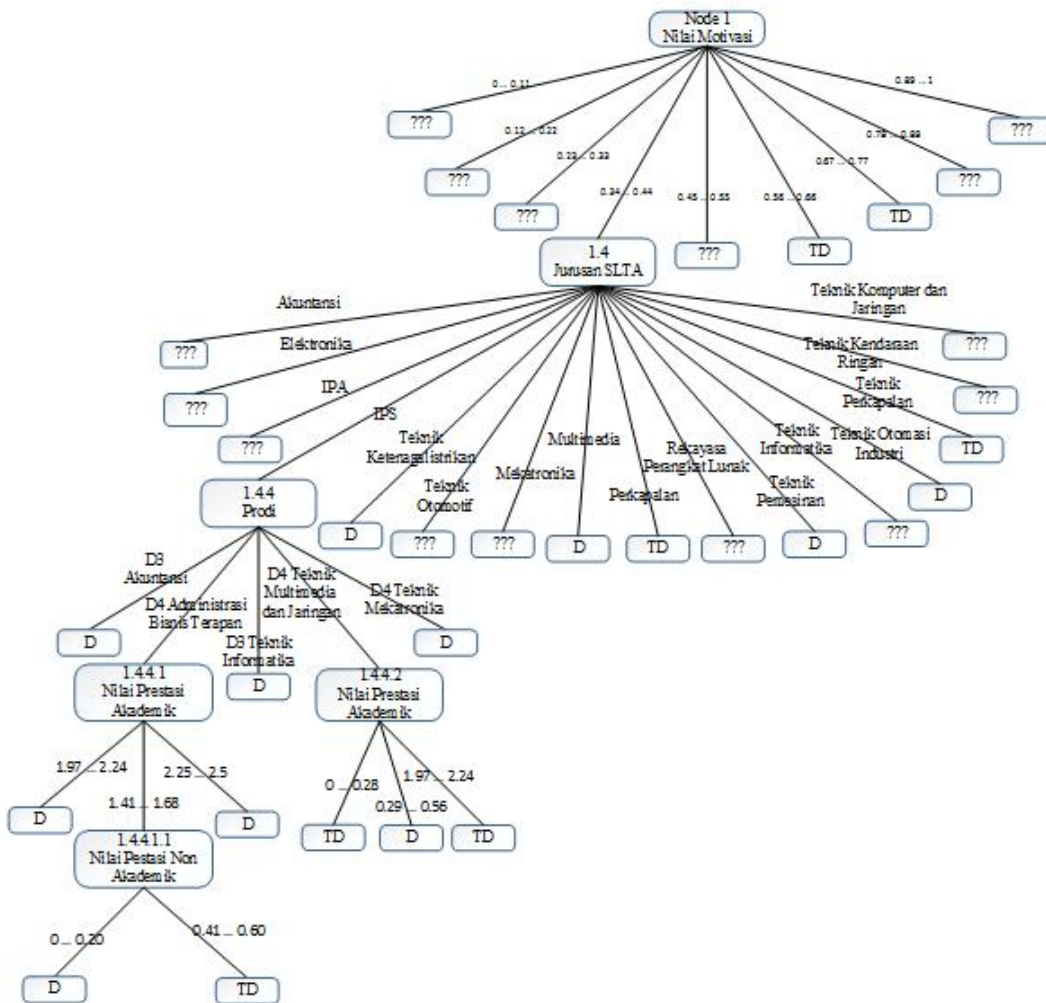 Node 1
Nilai Motivasi
0 ... 0.11
0.12 ... 0.22
0.23 ... 0.33
0.34 ... 0.44
0.45 ... 0.55
0.56 ... 0.66
0.67 ... 0.77
0.78 ... 0.88
0.89 ... 1
???
???
???
???
TD
TD
???
???
1.4
Jurusan SLTA
Akuntansi
Elektronika
IPA
IPS
Teknik
Ketenagalistrikan
Teknik
Otomotif
Mekatronika
Multimedia
Perkapalan
Rekayasa
Perangkat Lunak
Teknik
Pemesinan
Teknik
Informatika
Teknik Otomasi
Industri
Teknik
Perkapalan
Teknik Kendaraan
Ringan
Teknik Komputer dan
Jaringan
???
???
???
D
???
???
D
TD
???
D
???
D
TD
???
???
1.4.4
Prodi
D3
Akuntansi
D4 Administrasi
Bisnis Terapan
D3 Teknik
Informatika
D4 Teknik
Multimedia
dan Jaringan
D4 Teknik
Mekatronika
D
D
D
1.4.4.1
Nilai Prestasi
Akademik
1.4.4.2
Nilai Prestasi
Akademik
1.97 ... 2.24
1.41 ... 1.68
2.25 ... 2.5
D
D
0 ... 0.28
0.29 ... 0.56
1.97 ... 2.24
TD
D
TD
1.4.4.1.1
Nilai Pestasi Non
Akademik
0 ... 0.20
0.41 ... 0.60
D
TD